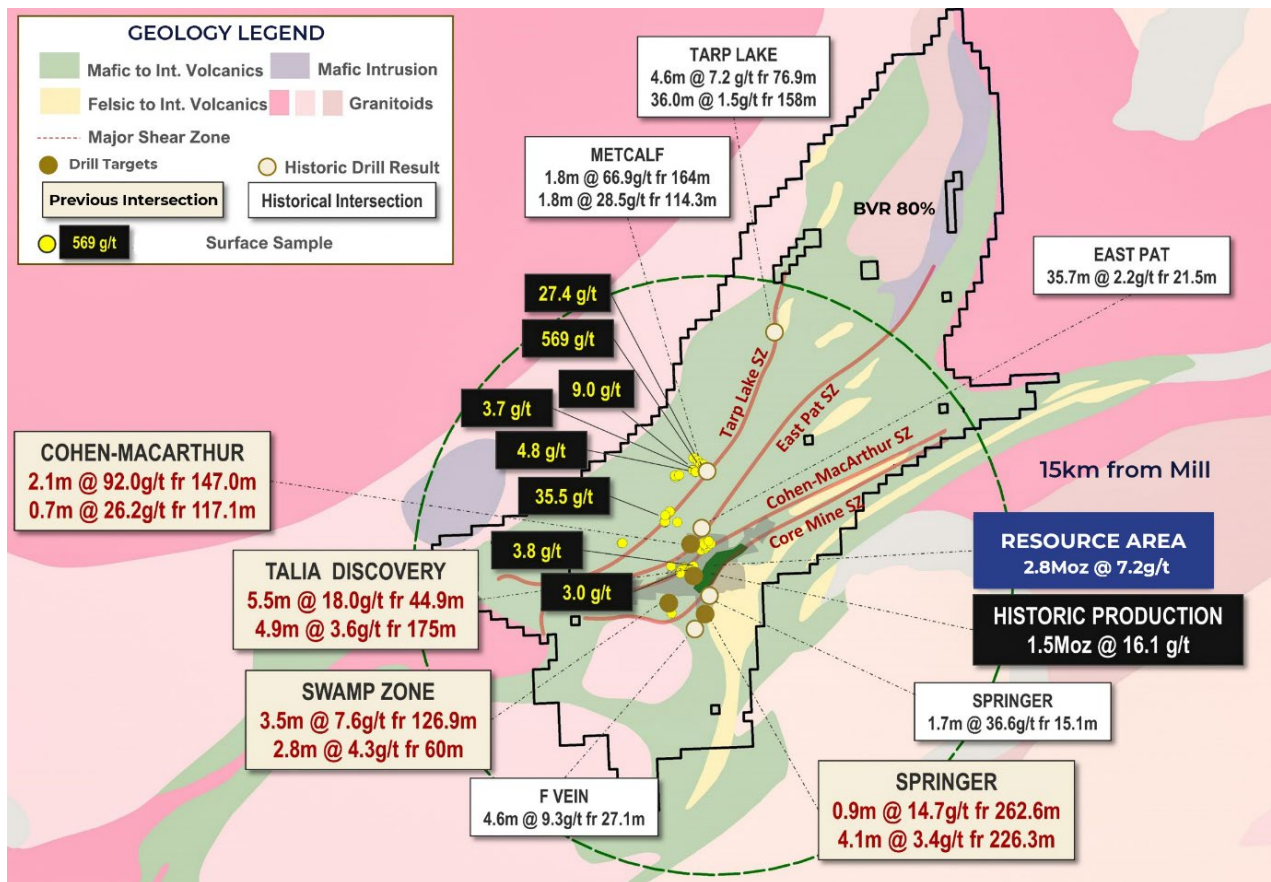 GEOLOGY LEGEND
Mafic to Int. Volcanics
Mafic Intrusion
Felsic to Int. Volcanics
Granitoids
Major Shear Zone
Drill Targets
Historic Drill Result
Previous Intersection
Historical Intersection
569 g/t
Surface Sample
TARP LAKE
4.6m @ 7.2 g/t fr 76.9m
36.0m @ 1.5g/t fr 158m
METCALF
1.8m @ 66.9g/t fr 164m
1.8m @ 28.5g/t fr 114.3m
BVR 80%
EAST PAT
35.7m @ 2.2g/t fr 21.5m
27.4 g/t
569 g/t
9.0 g/t
3.7 g/t
4.8 g/t
35.5 g/t
3.8 g/t
3.0 g/t
Tarp Lake SZ
East Pat SZ
Cohen-MacArthur SZ
Core Mine SZ
COHEN-MACARTHUR
2.1m @ 92.0g/t fr 147.0m
0.7m @ 26.2g/t fr 117.1m
15km from Mill
RESOURCE AREA
2.8Moz @ 7.2g/t
TALIA DISCOVERY
5.5m @ 18.0g/t fr 44.9m
4.9m @ 3.6g/t fr 175m
HISTORIC PRODUCTION
1.5Moz @ 16.1 g/t
SWAMP ZONE
3.5m @ 7.6g/t fr 126.9m
2.8m @ 4.3g/t fr 60m
SPRINGER
1.7m @ 36.6g/t fr 15.1m
F VEIN
4.6m @ 9.3g/t fr 27.1m
SPRINGER
0.9m @ 14.7g/t fr 262.6m
4.1m @ 3.4g/t fr 226.3m